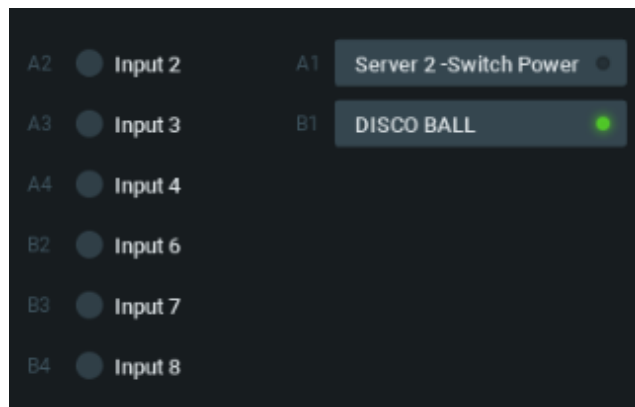 A2 Input 2 A1 Server 2 -Switch Power
A3 Input 3 B1 DISCO BALL
A4 Input 4
B2 Input 6
B3 Input 7
B4 Input 8